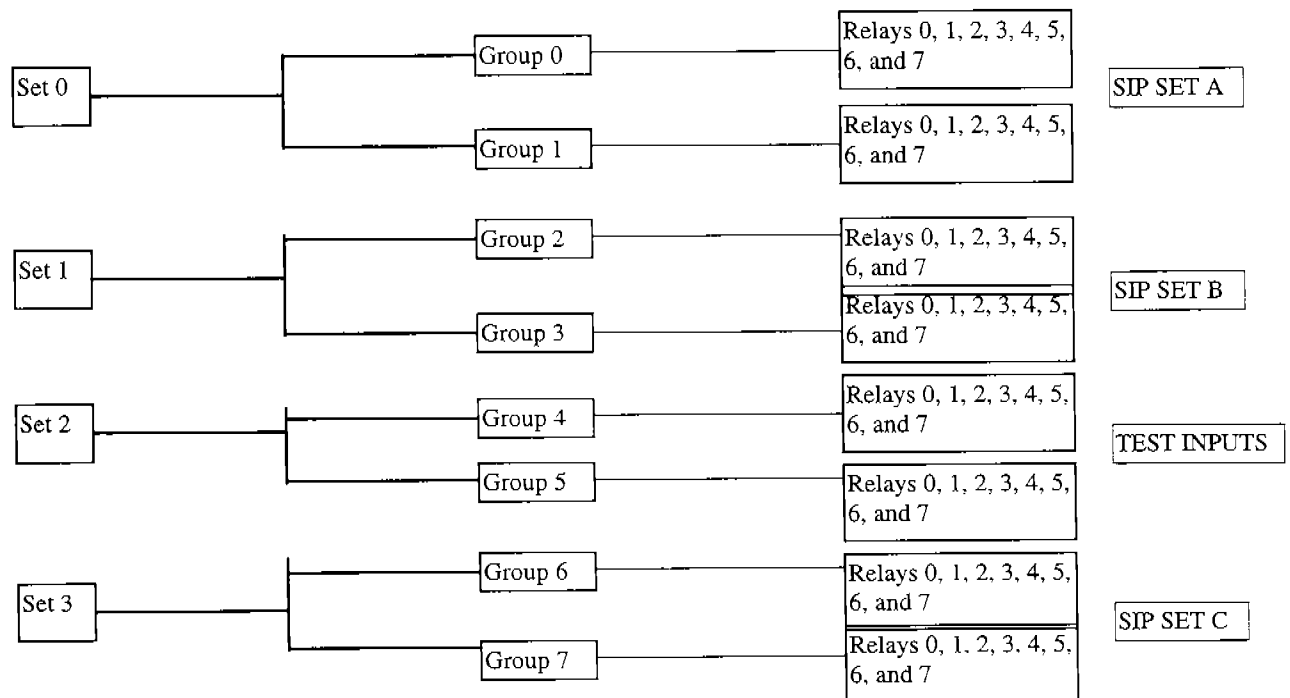 Set 0
Group 0
Relays 0, 1, 2, 3, 4, 5,
6, and 7
SIP SET A
Group 1
Relays 0, 1, 2, 3, 4, 5,
6, and 7
Set 1
Group 2
Relays 0, 1, 2, 3, 4, 5,
6, and 7
SIP SET B
Group 3
Relays 0, 1, 2, 3, 4, 5,
6, and 7
Set 2
Group 4
Relays 0, 1, 2, 3, 4, 5,
6, and 7
TEST INPUTS
Group 5
Relays 0, 1, 2, 3, 4, 5,
6, and 7
Set 3
Group 6
Relays 0, 1, 2, 3, 4, 5,
6, and 7
SIP SET C
Group 7
Relays 0, 1, 2, 3, 4, 5,
6, and 7